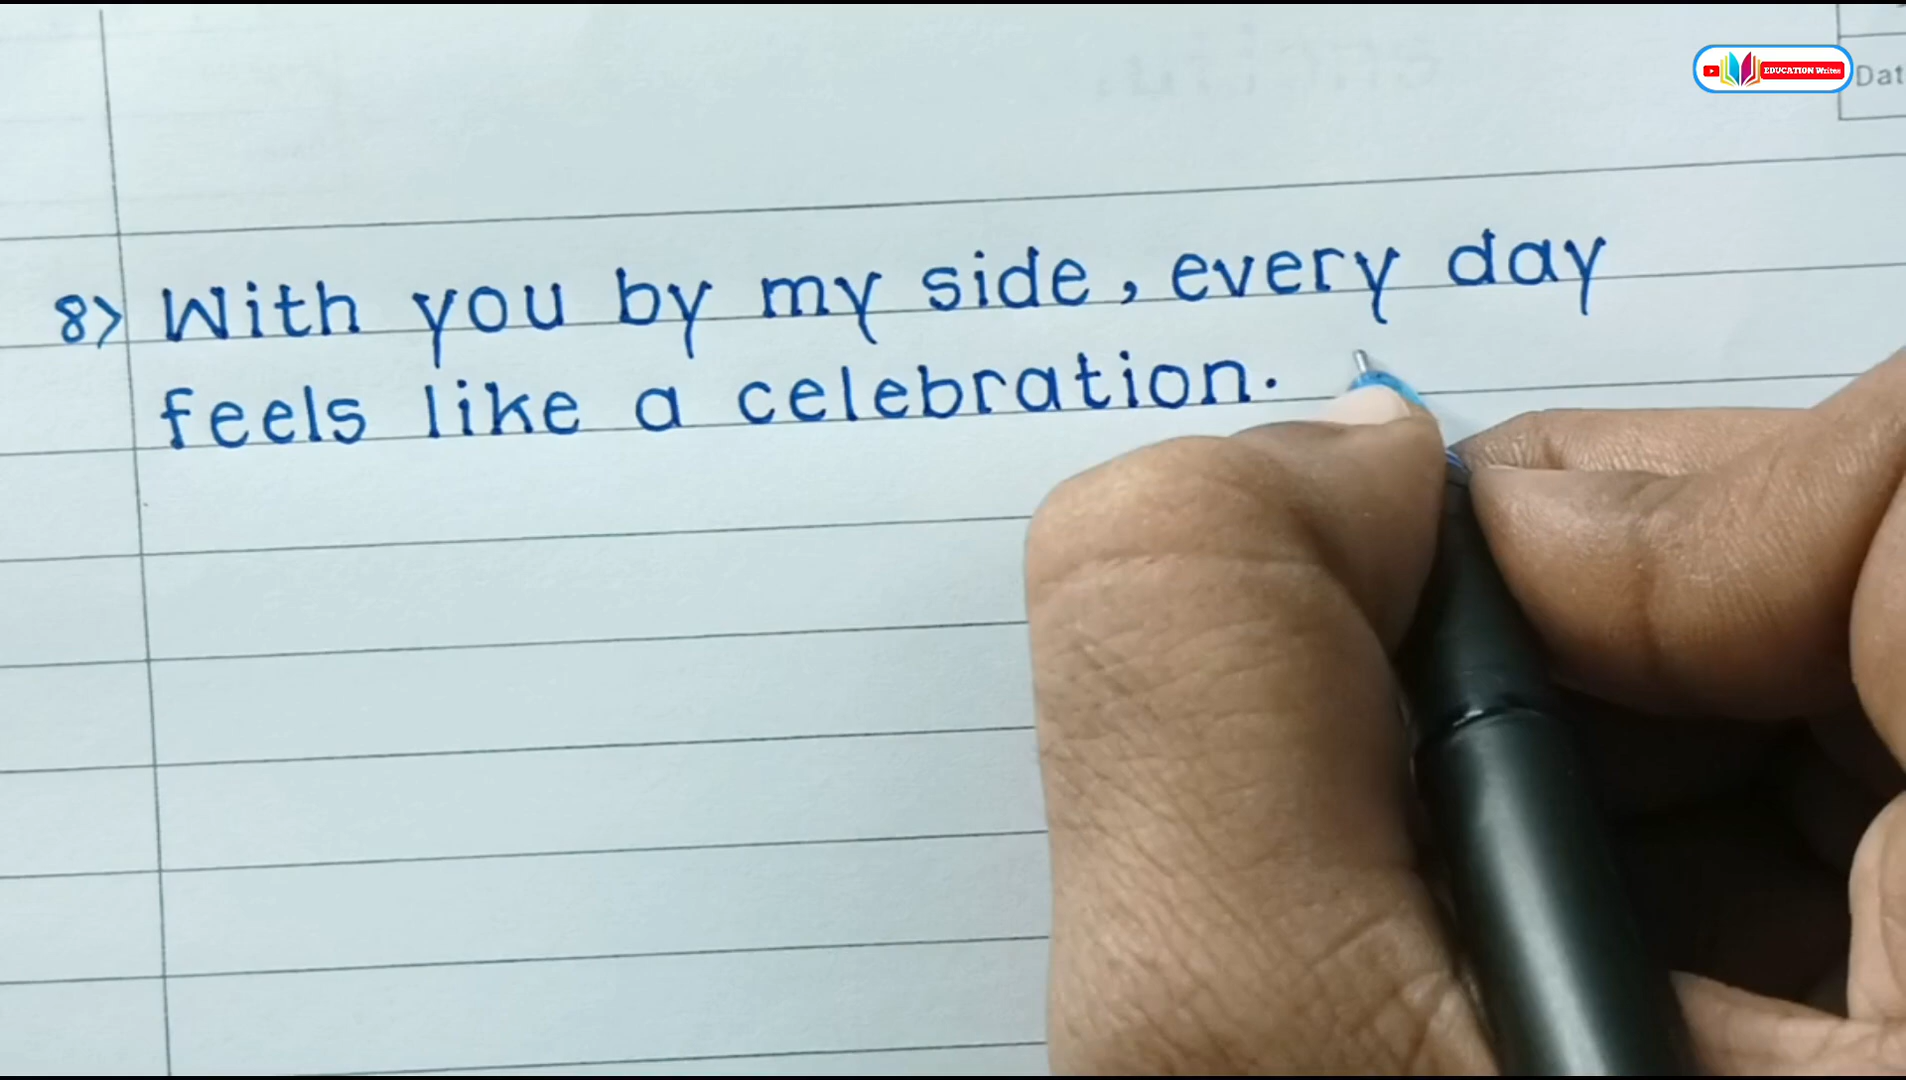 EDUCATION Writes
Dat
8) With you by my side, every day
feels like a celebration.